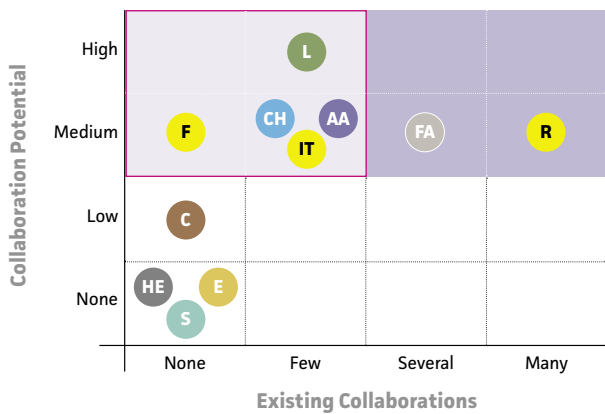 Collaboration Potential
High
L
Medium
F
CH
AA
IT
FA
R
Low
C
None
HE
E
S
None
Few
Several
Many
Existing Collaborations